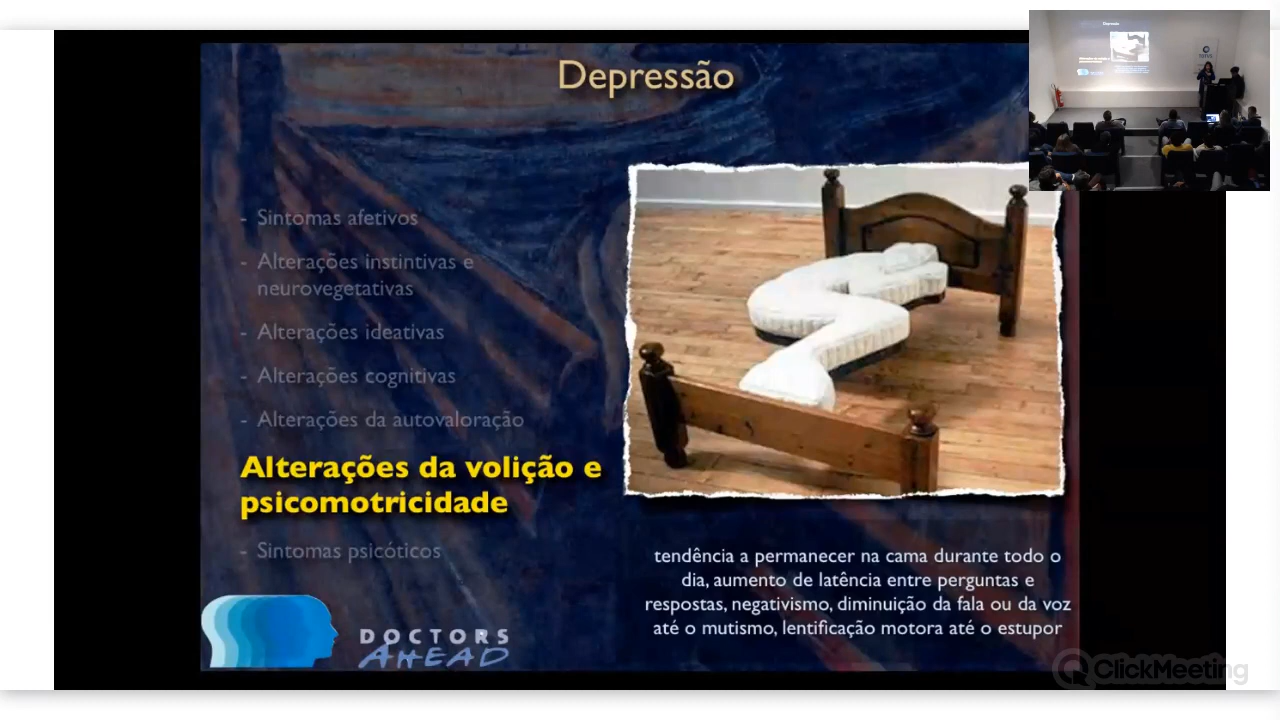 Depressão
- Sintomas afetivos
- Alterações instintivas e
neurovegetativas
- Alterações ideativas
- Alterações cognitivas
- Alterações da autovaloração
Alterações da volição e
psicomotricidade
- Sintomas psicóticos
tendência a permanecer na cama durante todo o
dia, aumento de latência entre perguntas e
respostas, negativismo, diminuição da fala ou da voz
até o mutismo, lentificação motora até o estupor
DOCTORS
AHEAD
ClickMeeting
Depressão